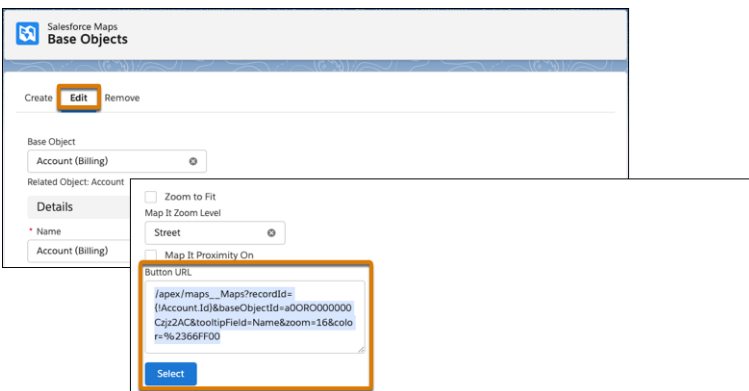 Salesforce Maps
Base Objects
Create Edit Remove
Base Object
Account (Billing)
Related Object: Account
Details
* Name
Account (Billing)
Zoom to Fit
Map It Zoom Level
Street
Map It Proximity On
Button URL
/apex/maps__Maps?recordId=
{!Account.Id}&baseObjectId=a0ORO000000
Czjz2AC&tooltipField=Name&zoom=16&colo
r=%2366FF00
Select